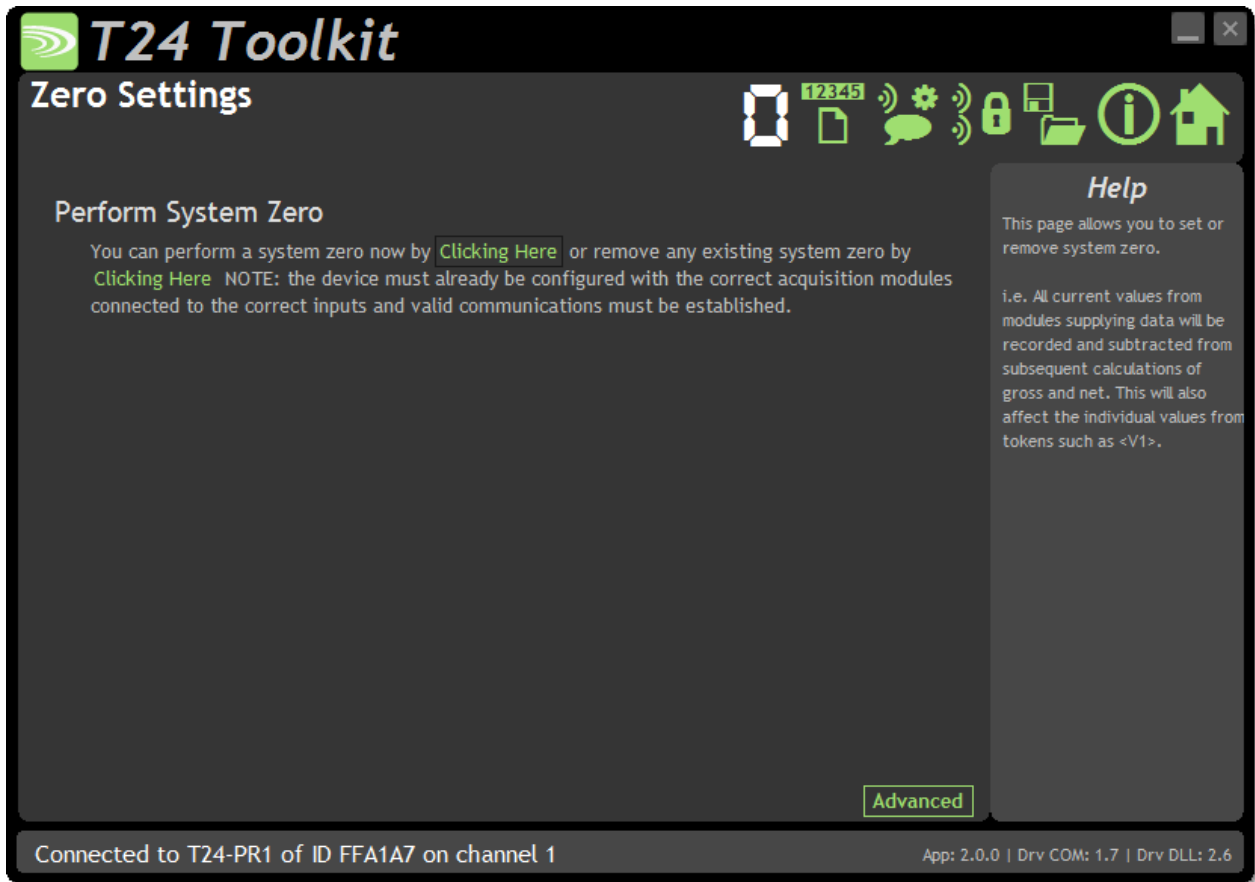 T24 Toolkit
Zero Settings
0
12345
Perform System Zero
You can perform a system zero now by Clicking Here or remove any existing system zero by
Clicking Here NOTE: the device must already be configured with the correct acquisition modules
connected to the correct inputs and valid communications must be established.
Help
This page allows you to set or
remove system zero.
i.e. All current values from
modules supplying data will be
recorded and subtracted from
subsequent calculations of
gross and net. This will also
affect the individual values from
tokens such as <V1>.
Advanced
Connected to T24-PR1 of ID FFA1A7 on channel 1
App: 2.0.0 | Drv COM: 1.7 | Drv DLL: 2.6